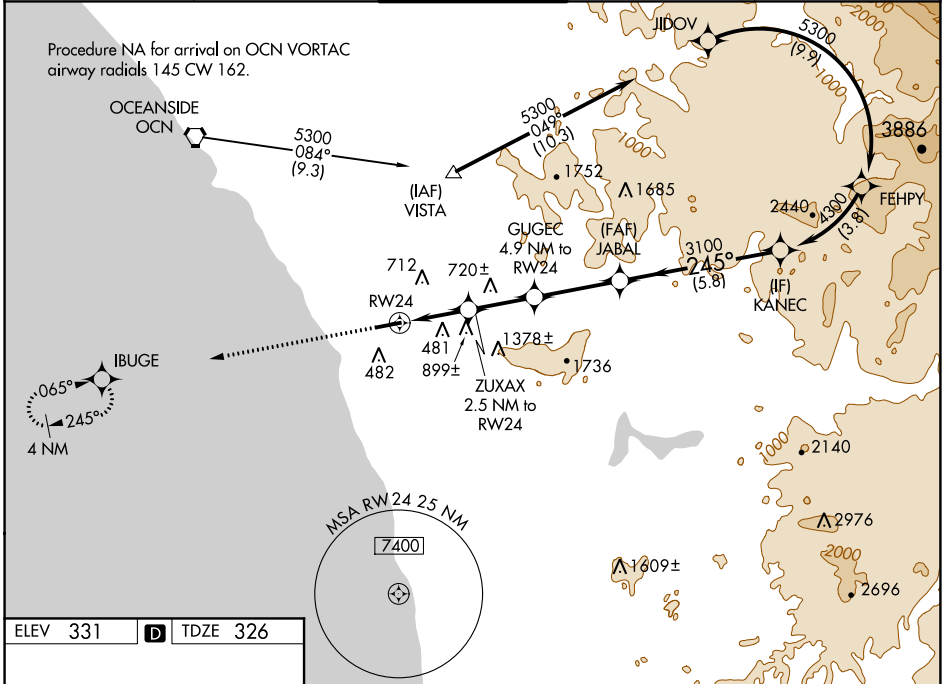 Procedure NA for arrival on OCN VORTAC
airway radials 145 CW 162.
OCEANSIDE
OCN
5300
084°
(9.3)
(IAF)
VISTA
5300
049°
(10.3)
JIDOV
5300
(9.9)
1000
3886
FEHPY
4300
(3.8)
2440
1000
1752
1685
GUGEC
4.9 NM to
RW24
(FAF)
JABAL
3100
245°
(5.8)
(IF)
KANEC
712
720±
RW24
481
899±
482
1378±
1736
ZUXAX
2.5 NM to
RW24
IBUGE
065°
245°
4 NM
MSA RW24 25 NM
7400
1000
2140
2976
2000
2696
1609±
ELEV 331
D
TDZE 326